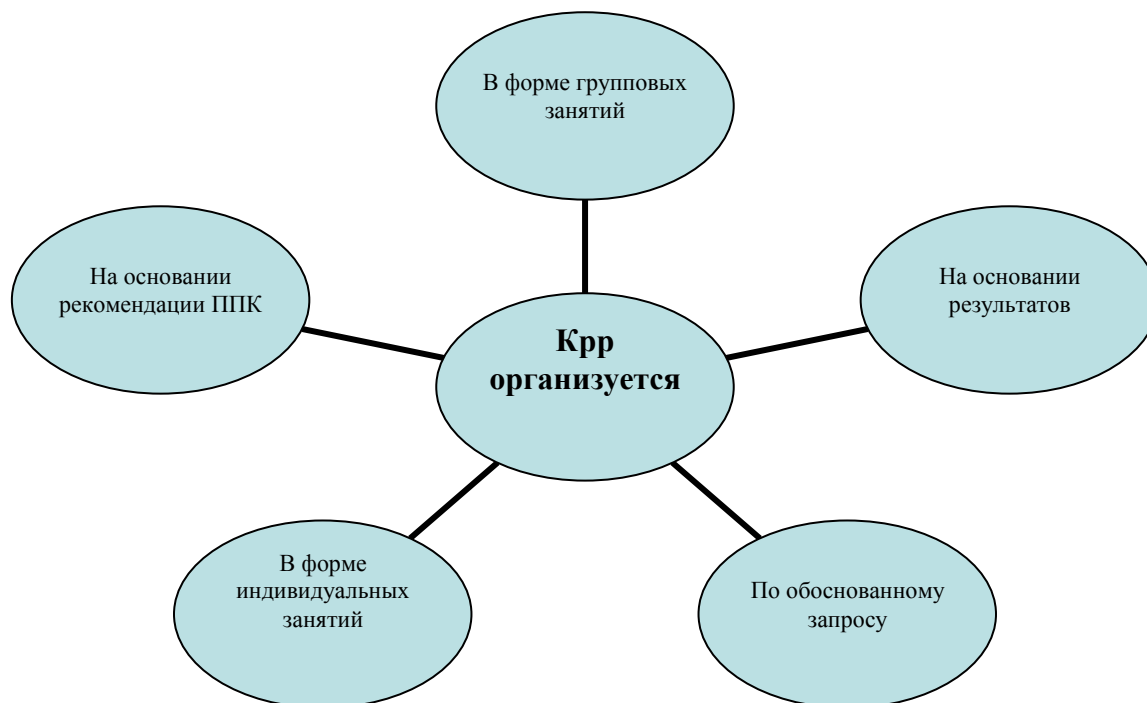 В форме групповых
занятий
На основании
рекомендации ППК
На основании
результатов
Крр
организуется
В форме
индивидуальных
занятий
По обоснованному
запросу